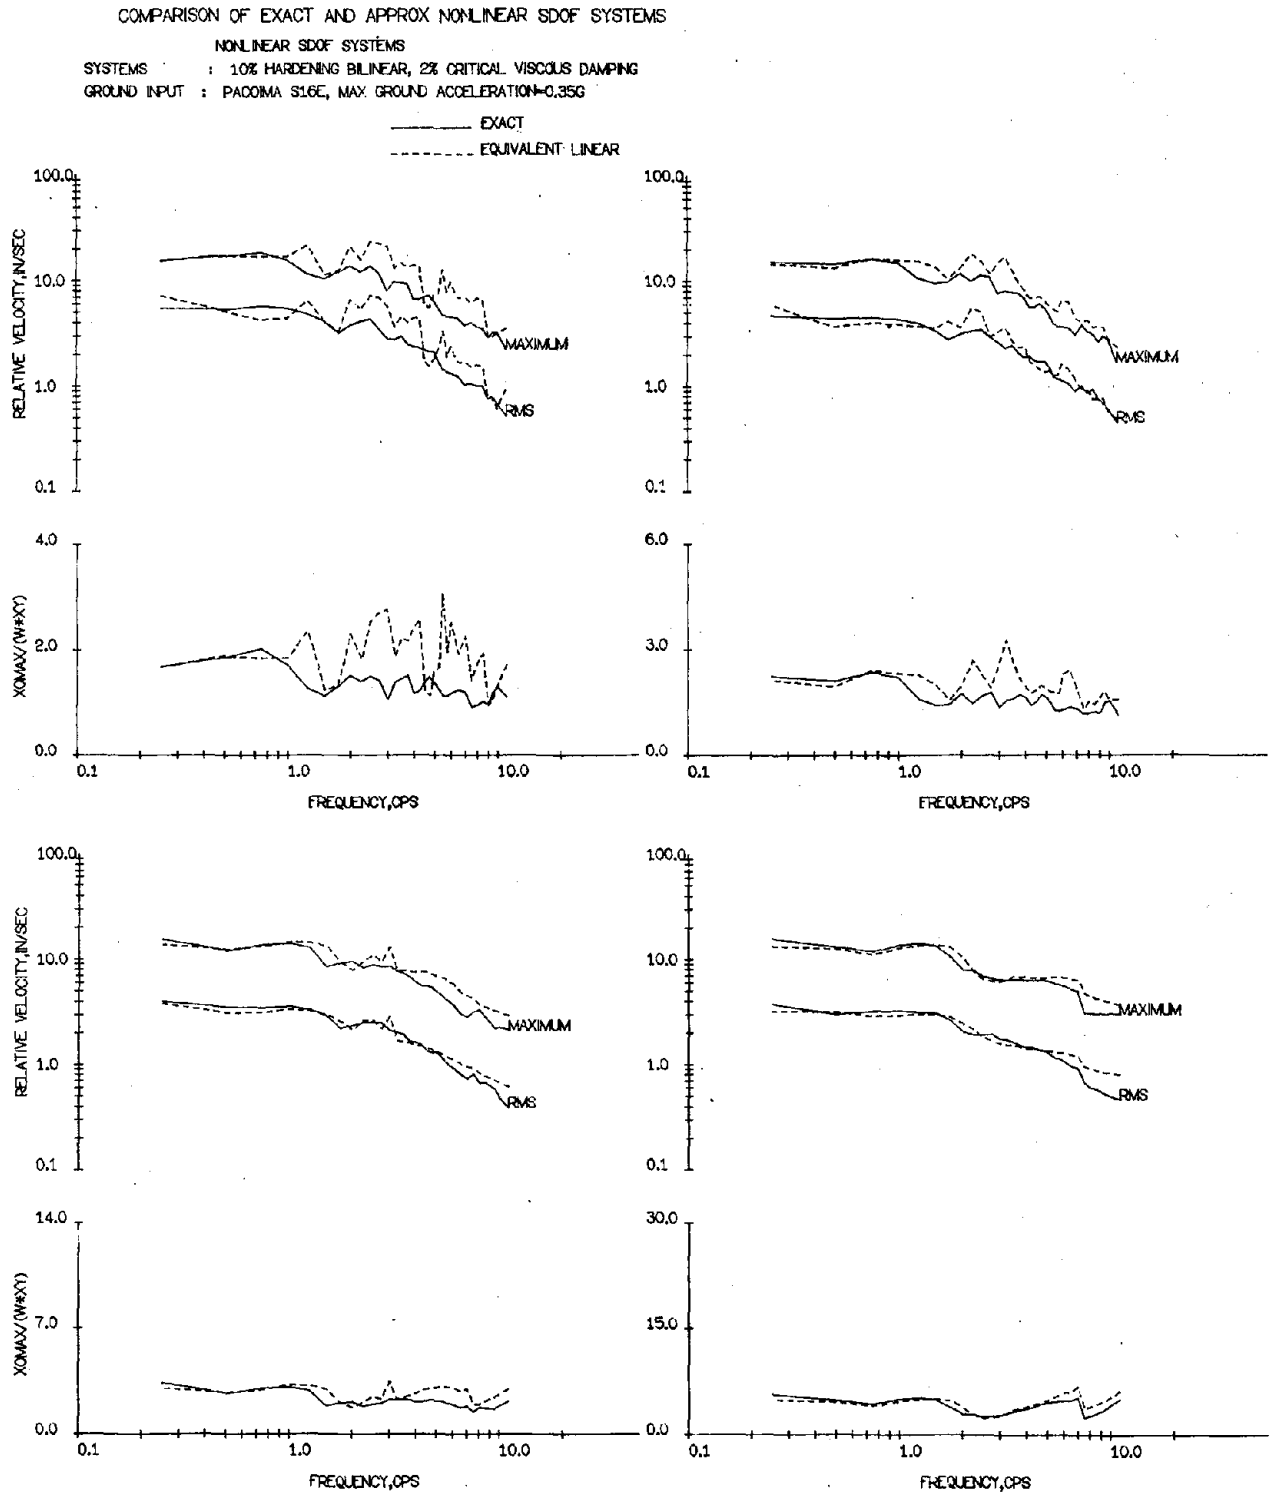 COMPARISON OF EXACT AND APPROX NONLINEAR SDOF SYSTEMS
NONLINEAR SDOF SYSTEMS
SYSTEMS : 10% HARDENING BILINEAR, 2% CRITICAL VISCOUS DAMPING
GROUND INPUT : PACOIMA S16E, MAX GROUND ACCELERATION=0.35G
EXACT
EQUIVALENT LINEAR
RELATIVE VELOCITY,IN/SEC
100.0
10.0
1.0
0.1
MAXIMUM
RMS
100.0
10.0
1.0
0.1
MAXIMUM
RMS
XOMAX/(W*XY)
4.0
2.0
0.0
0.1
1.0
10.0
FREQUENCY,CPS
6.0
3.0
0.0
0.1
1.0
10.0
FREQUENCY,CPS
RELATIVE VELOCITY,IN/SEC
100.0
10.0
1.0
0.1
MAXIMUM
RMS
100.0
10.0
1.0
0.1
MAXIMUM
RMS
XOMAX/(W*XY)
14.0
7.0
0.0
0.1
1.0
10.0
FREQUENCY,CPS
30.0
15.0
0.0
0.1
1.0
10.0
FREQUENCY,CPS